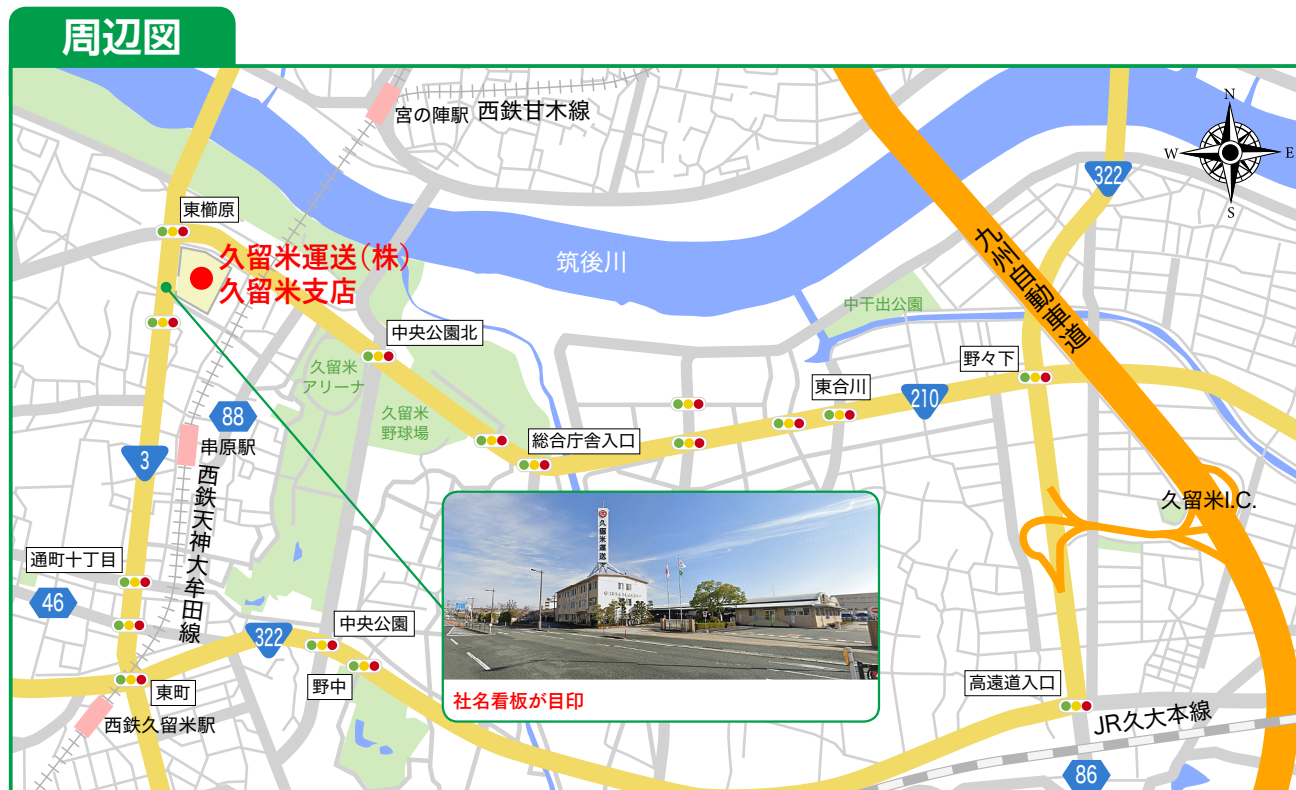 周辺図
宮の陣駅
西鉄甘木線
N
W
E
S
322
東櫛原
久留米運送(株)
久留米支店
筑後川
九州自動車道
中干出公園
中央公園北
野々下
久留米
アリーナ
東合川
210
88
久留米
野球場
総合庁舎入口
串原駅
3
西鉄天神大牟田線
久留米I.C.
久留米運送
通町十丁目
46
322
中央公園
野中
東町
社名看板が目印
高速道入口
西鉄久留米駅
JR久大本線
86